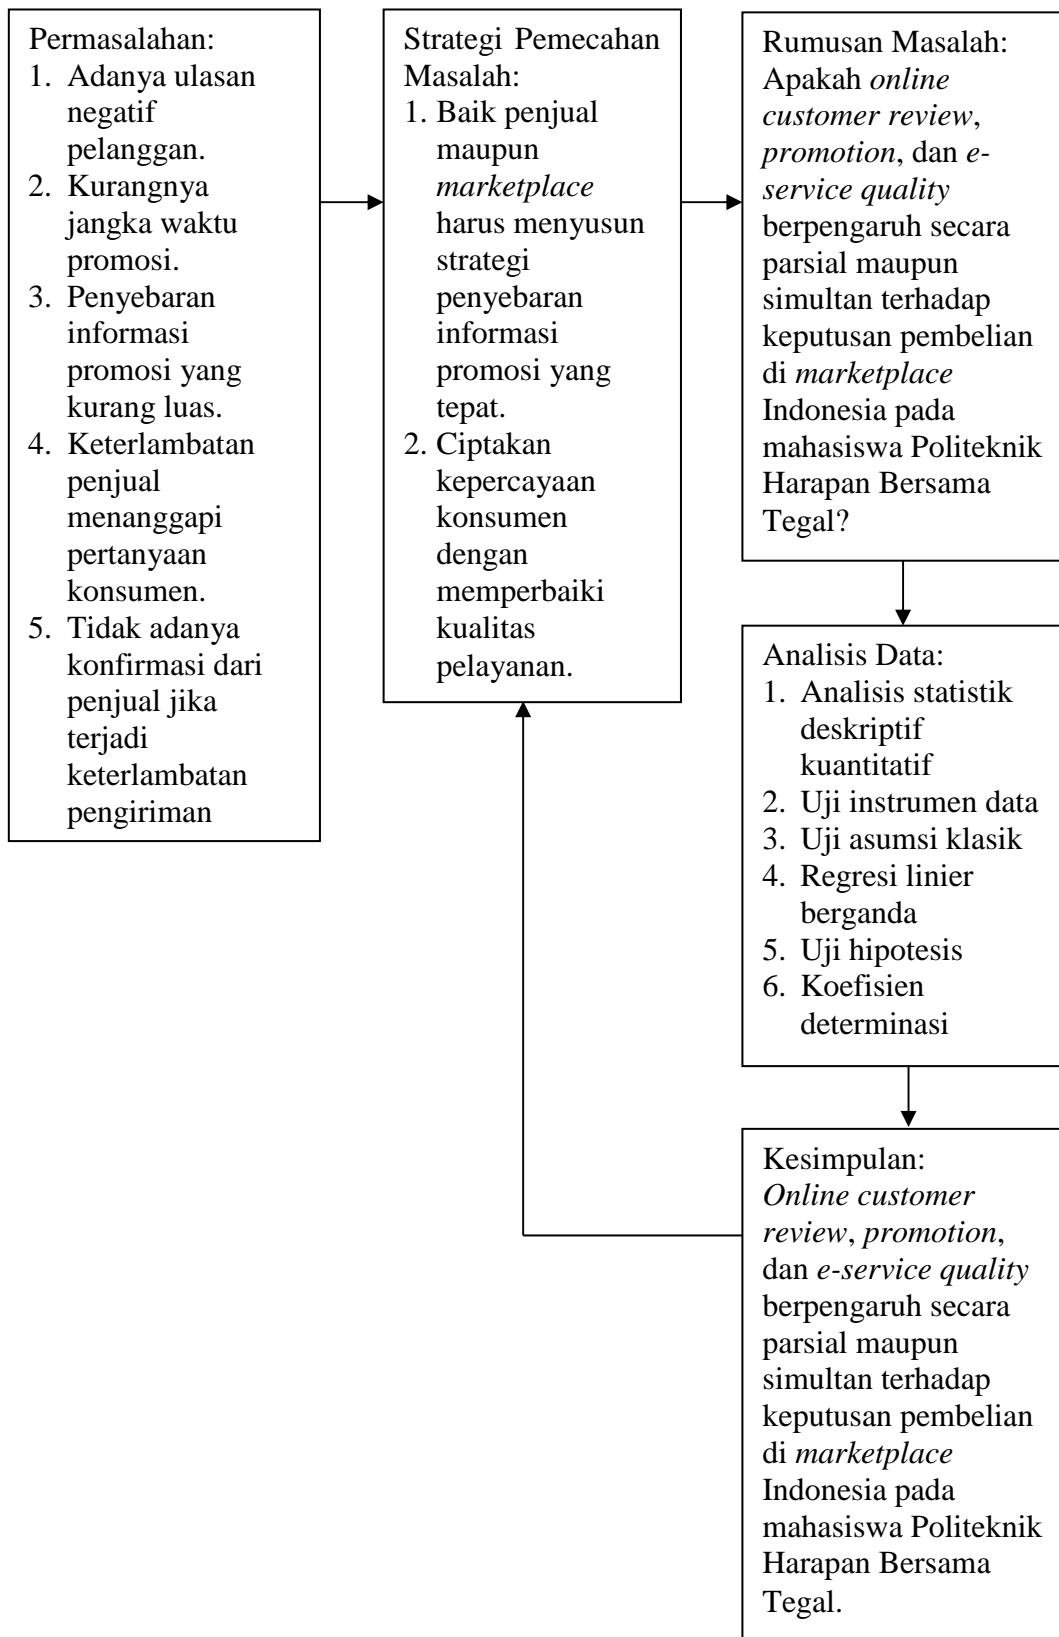 Permasalahan:
1. Adanya ulasan
negatif
pelanggan.
2. Kurangnya
jangka waktu
promosi.
3. Penyebaran
informasi
promosi yang
kurang luas.
4. Keterlambatan
penjual
menanggapi
pertanyaan
konsumen.
5. Tidak adanya
konfirmasi dari
penjual jika
terjadi
keterlambatan
pengiriman
Strategi Pemecahan
Masalah:
1. Baik penjual
maupun
marketplace
harus menyusun
strategi
penyebaran
informasi
promosi yang
tepat.
2. Ciptakan
kepercayaan
konsumen
dengan
memperbaiki
kualitas
pelayanan.
Rumusan Masalah:
Apakah online
customer review,
promotion, dan e-
service quality
berpengaruh secara
parsial maupun
simultan terhadap
keputusan pembelian
di marketplace
Indonesia pada
mahasiswa Politeknik
Harapan Bersama
Tegal?
Analisis Data:
1. Analisis statistik
deskriptif
kuantitatif
2. Uji instrumen data
3. Uji asumsi klasik
4. Regresi linier
berganda
5. Uji hipotesis
6. Koefisien
determinasi
Kesimpulan:
Online customer
review, promotion,
dan e-service quality
berpengaruh secara
parsial maupun
simultan terhadap
keputusan pembelian
di marketplace
Indonesia pada
mahasiswa Politeknik
Harapan Bersama
Tegal.